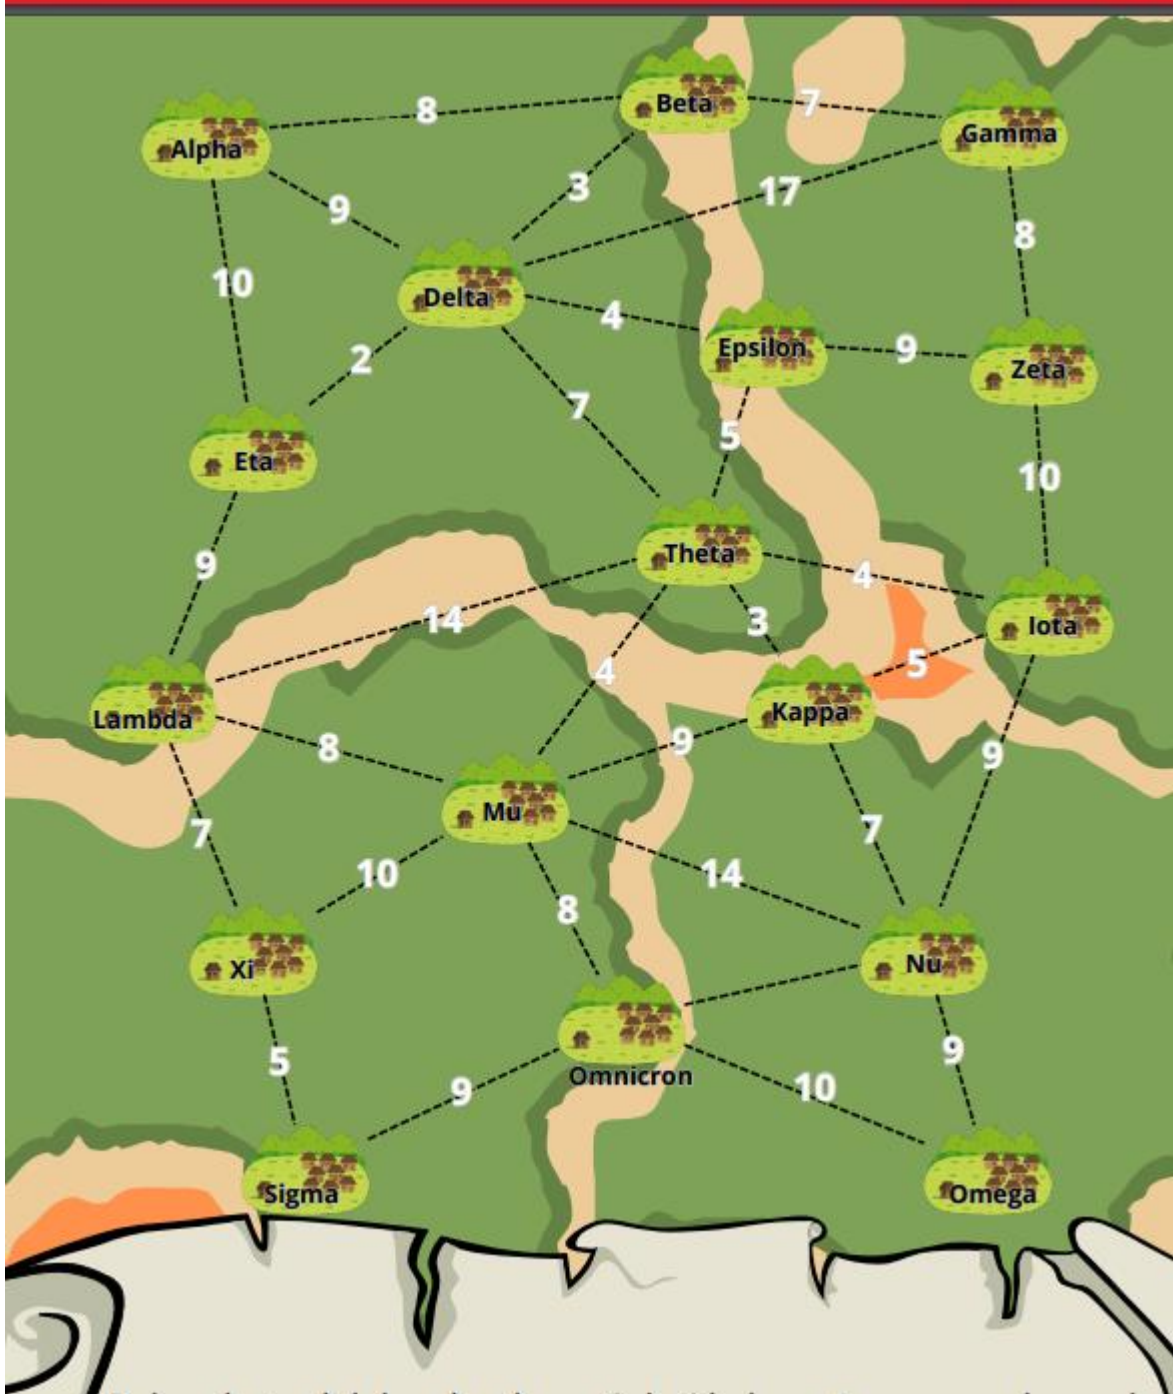 Beta
7
8
Gamma
Alpha
3
17
9
8
10
Delta
4
Epsilon
9
Zeta
2
7
5
Eta
10
Theta
9
4
14
3
Iota
4
5
Lambda
Kappa
8
9
9
Mu
7
7
10
14
8
Xi
Nu
5
9
Omnicron
9
10
Sigma
Omega